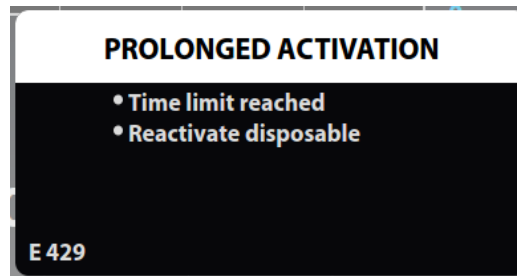 PROLONGED ACTIVATION
• Time limit reached
• Reactivate disposable
E 429